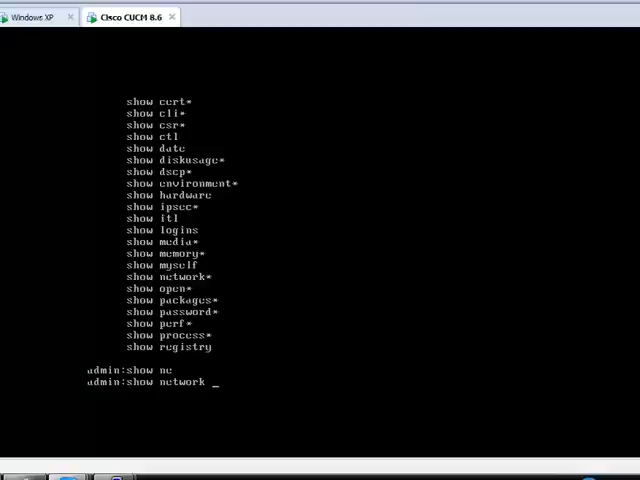 Windows XP
Cisco CUCM 8.6
show cert*
show cli*
show csr*
show ctl
show date
show diskusage*
show dscp*
show environment*
show hardware
show ipsec*
show itl
show logins
show media*
show memory*
show myself
show network*
show open*
show packages*
show password*
show perf*
show process*
show registry
admin:show ne
admin:show network _